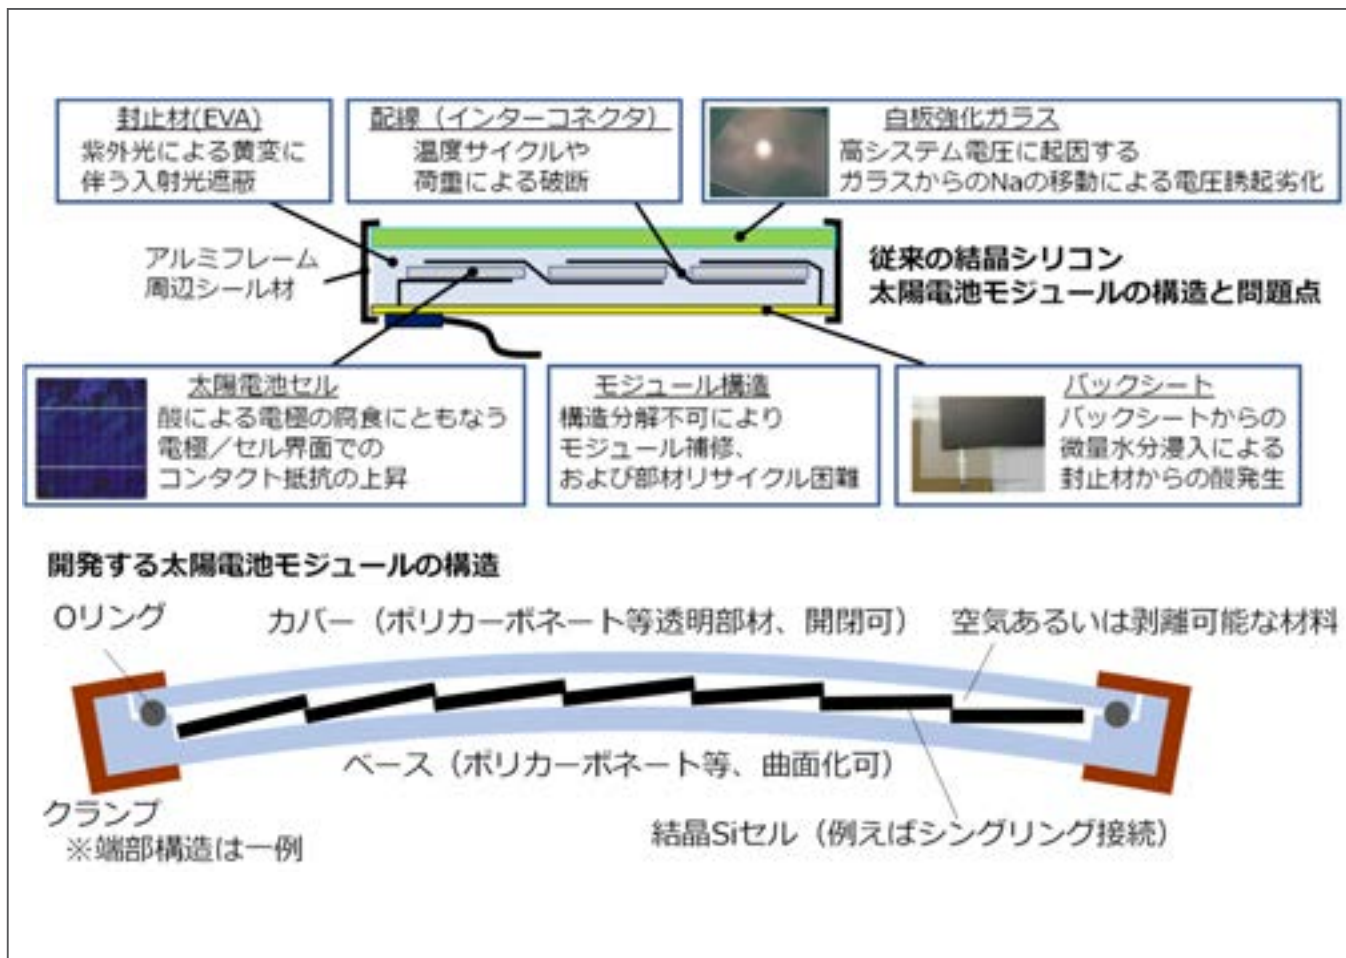 封止材(EVA)
紫外光による黄変に
伴う入射光遮蔽
配線（インターコネクタ）
温度サイクルや
荷重による破断
白板強化ガラス
高システム電圧に起因する
ガラスからのNaの移動による電圧誘起劣化
アルミフレーム
周辺シール材
従来の結晶シリコン
太陽電池モジュールの構造と問題点
太陽電池セル
酸による電極の腐食にともなう
電極／セル界面での
コンタクト抵抗の上昇
モジュール構造
構造分解不可により
モジュール補修、
および部材リサイクル困難
バックシート
バックシートからの
微量水分浸入による
封止材からの酸発生
開発する太陽電池モジュールの構造
Oリング
カバー（ポリカーボネート等透明部材、開閉可）
空気あるいは剥離可能な材料
ベース（ポリカーボネート等、曲面化可）
クランプ
※端部構造は一例
結晶Siセル（例えばシングリング接続）